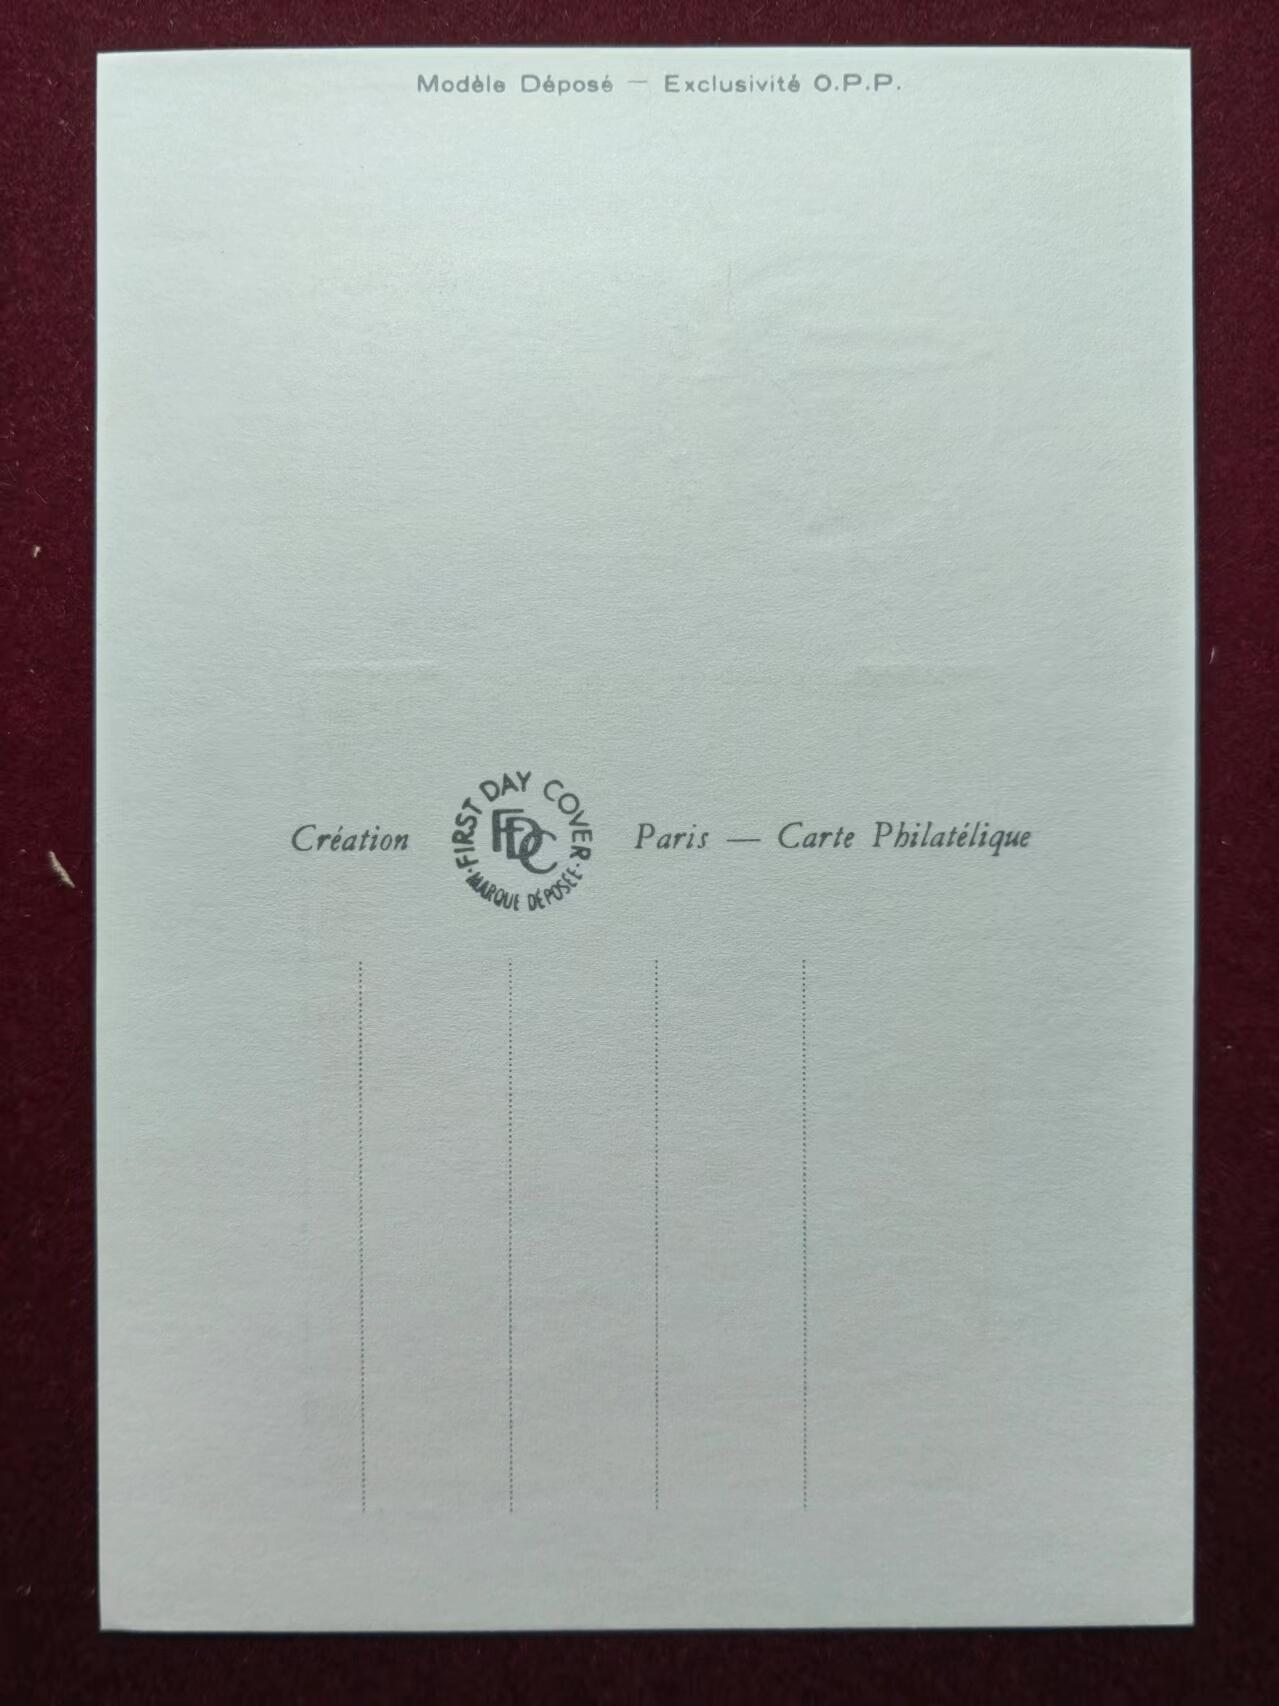 Modèle Déposé — Exclusivité O.P.P.
Création
FIRST DAY COVER
FDC
· MARQUE DÉPOSÉE ·
Paris — Carte Philatélique